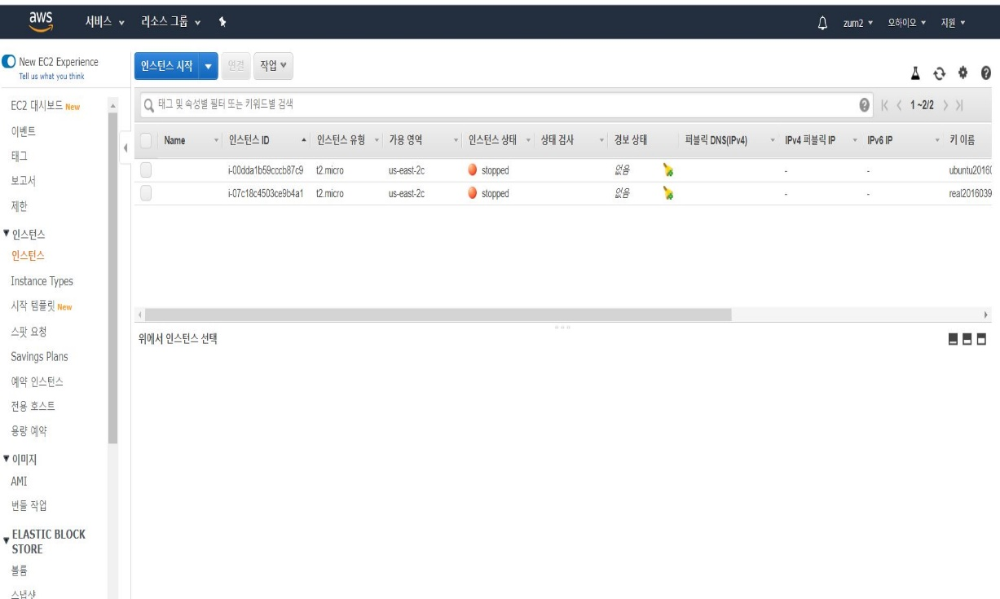 aws 서비스 리소스 그룹 zum2 오하이오 지원
New EC2 Experience
Tell us what you think
EC2 대시보드 New
이벤트
태그
보고서
제한
인스턴스
인스턴스
Instance Types
시작 템플릿 New
스팟 요청
Savings Plans
예약 인스턴스
전용 호스트
용량 예약
이미지
AMI
번들 작업
ELASTIC BLOCK
STORE
볼륨
스냅샷
인스턴스 시작 연결 작업
태그 및 속성별 필터 또는 키워드별 검색 1~2/2
Name 인스턴스 ID 인스턴스 유형 가용 영역 인스턴스 상태 상태 검사 경보 상태 퍼블릭 DNS(IPv4) IPv4 퍼블릭 IP IPv6 IP 키 이름
i-00dda1b59cccb87c9 t2.micro us-east-2c stopped 없음 - - ubuntu20160
i-07c18c4503ce9b4a1 t2.micro us-east-2c stopped 없음 - - real2016039
위에서 인스턴스 선택